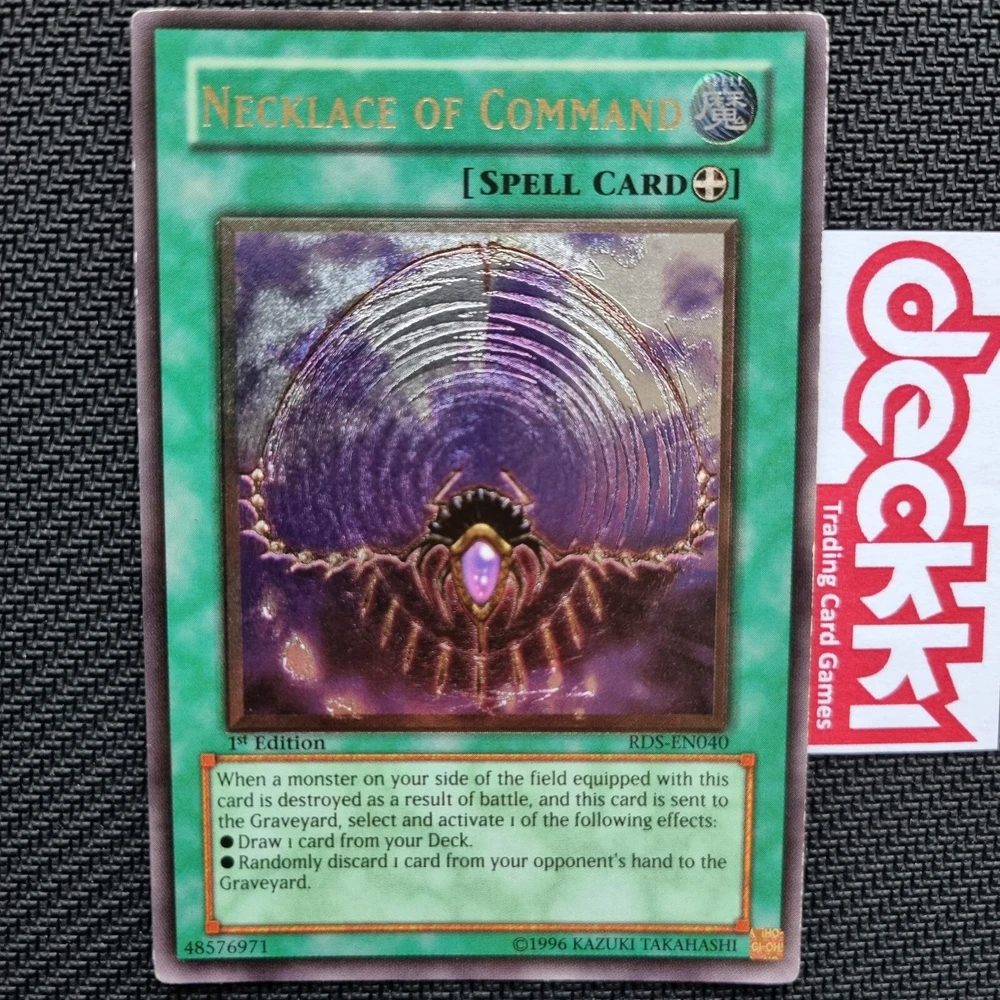 NECKLACE OF COMMAND 魔
[SPELL CARD]
1st Edition
RDS-EN040
When a monster on your side of the field equipped with this
card is destroyed as a result of battle, and this card is sent to
the Graveyard, select and activate 1 of the following effects:
● Draw 1 card from your Deck.
● Randomly discard 1 card from your opponent's hand to the
Graveyard.
48576971
©1996 KAZUKI TAKAHASHI
deckki
Trading Card Games